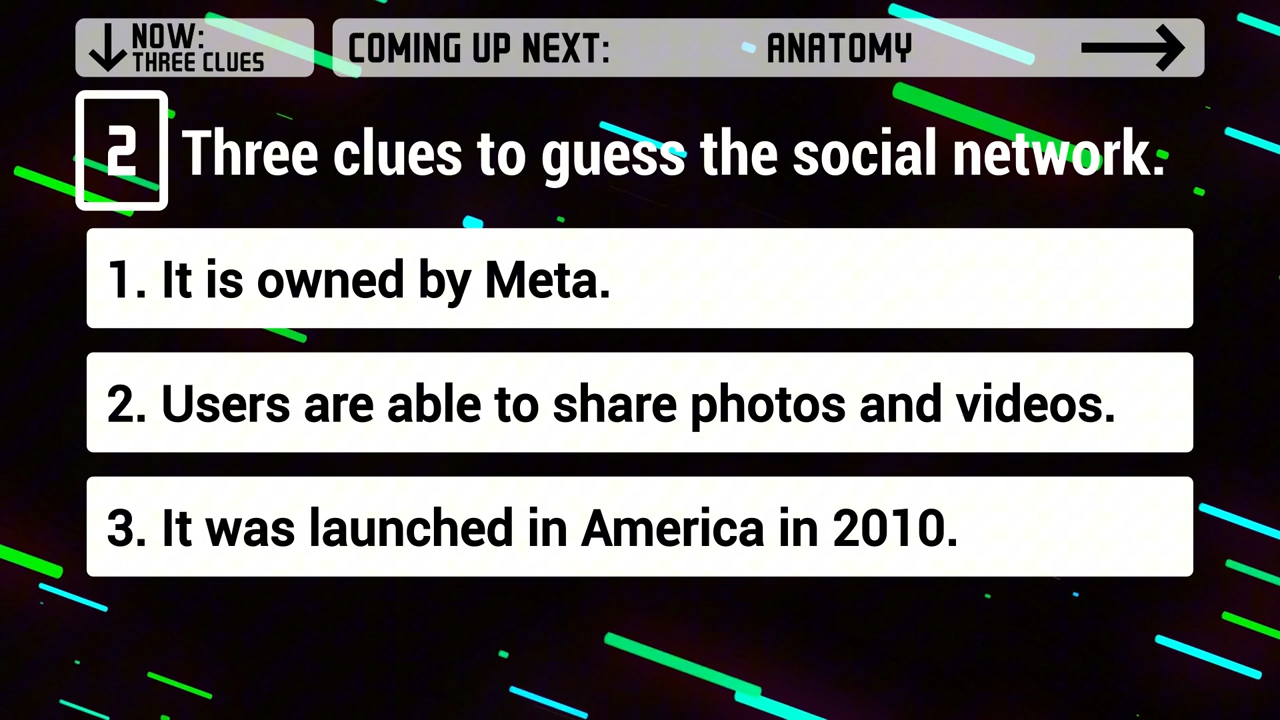 NOW:
THREE CLUES
COMING UP NEXT: ANATOMY
2 Three clues to guess the social network.
1. It is owned by Meta.
2. Users are able to share photos and videos.
3. It was launched in America in 2010.